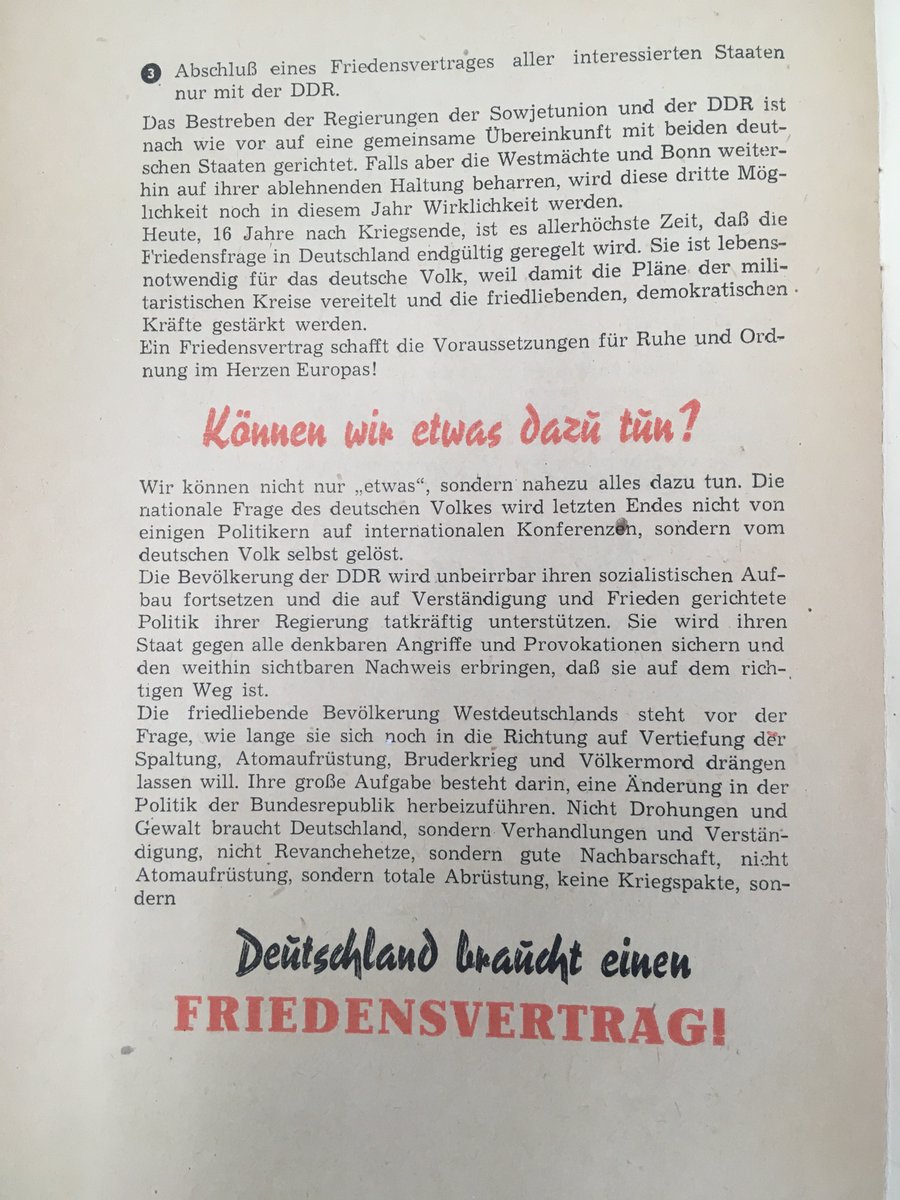 3 Abschluß eines Friedensvertrages aller interessierten Staaten
nur mit der DDR.
Das Bestreben der Regierungen der Sowjetunion und der DDR ist
nach wie vor auf eine gemeinsame Übereinkunft mit beiden deut-
schen Staaten gerichtet. Falls aber die Westmächte und Bonn weiter-
hin auf ihrer ablehnenden Haltung beharren, wird diese dritte Mög-
lichkeit noch in diesem Jahr Wirklichkeit werden.
Heute, 16 Jahre nach Kriegsende, ist es allerhöchste Zeit, daß die
Friedensfrage in Deutschland endgültig geregelt wird. Sie ist lebens-
notwendig für das deutsche Volk, weil damit die Pläne der mili-
taristischen Kreise vereitelt und die friedliebenden, demokratischen
Kräfte gestärkt werden.
Ein Friedensvertrag schafft die Voraussetzungen für Ruhe und Ord-
nung im Herzen Europas!
Können wir etwas dazu tun?
Wir können nicht nur „etwas“, sondern nahezu alles dazu tun. Die
nationale Frage des deutschen Volkes wird letzten Endes nicht von
einigen Politikern auf internationalen Konferenzen, sondern vom
deutschen Volk selbst gelöst.
Die Bevölkerung der DDR wird unbeirrbar ihren sozialistischen Auf-
bau fortsetzen und die auf Verständigung und Frieden gerichtete
Politik ihrer Regierung tatkräftig unterstützen. Sie wird ihren
Staat gegen alle denkbaren Angriffe und Provokationen sichern und
den weithin sichtbaren Nachweis erbringen, daß sie auf dem rich-
tigen Weg ist.
Die friedliebende Bevölkerung Westdeutschlands steht vor der
Frage, wie lange sie sich noch in die Richtung auf Vertiefung der
Spaltung, Atomaufrüstung, Bruderkrieg und Völkermord drängen
lassen will. Ihre große Aufgabe besteht darin, eine Änderung in der
Politik der Bundesrepublik herbeizuführen. Nicht Drohungen und
Gewalt braucht Deutschland, sondern Verhandlungen und Verstän-
digung, nicht Revanchehetze, sondern gute Nachbarschaft, nicht
Atomaufrüstung, sondern totale Abrüstung, keine Kriegspakte, son-
dern
Deutschland braucht einen
FRIEDENSVERTRAG!